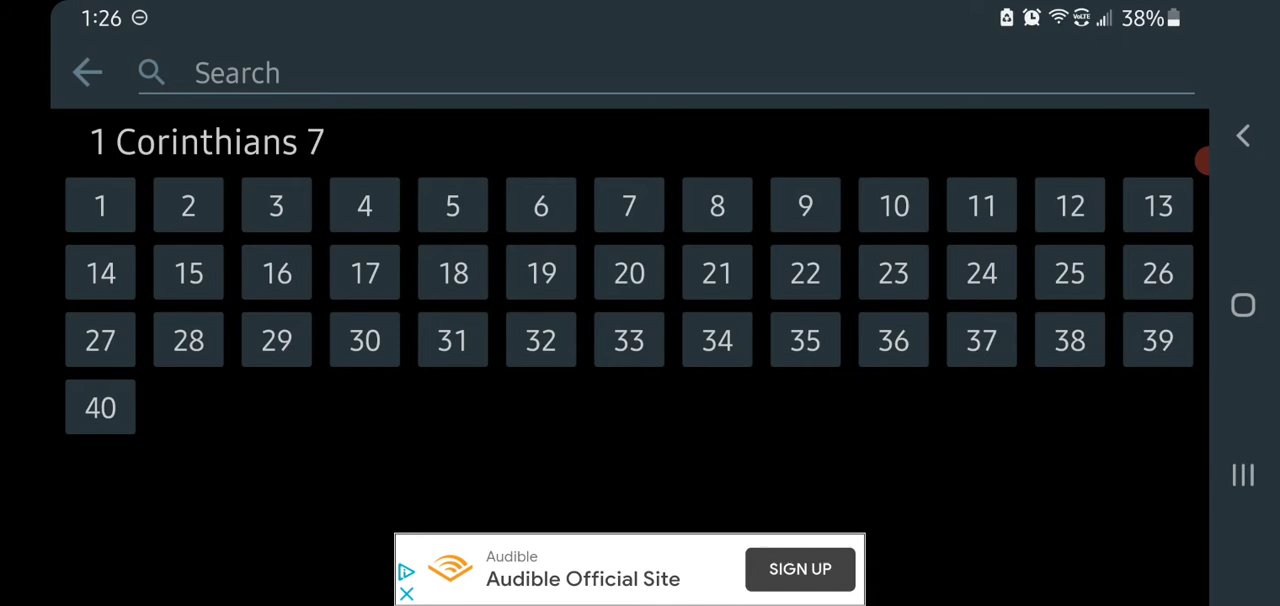 1:26
VoLTE
38%
Search
1 Corinthians 7
1 2 3 4 5 6 7 8 9 10 11 12 13
14 15 16 17 18 19 20 21 22 23 24 25 26
27 28 29 30 31 32 33 34 35 36 37 38 39
40
Audible
Audible Official Site
SIGN UP